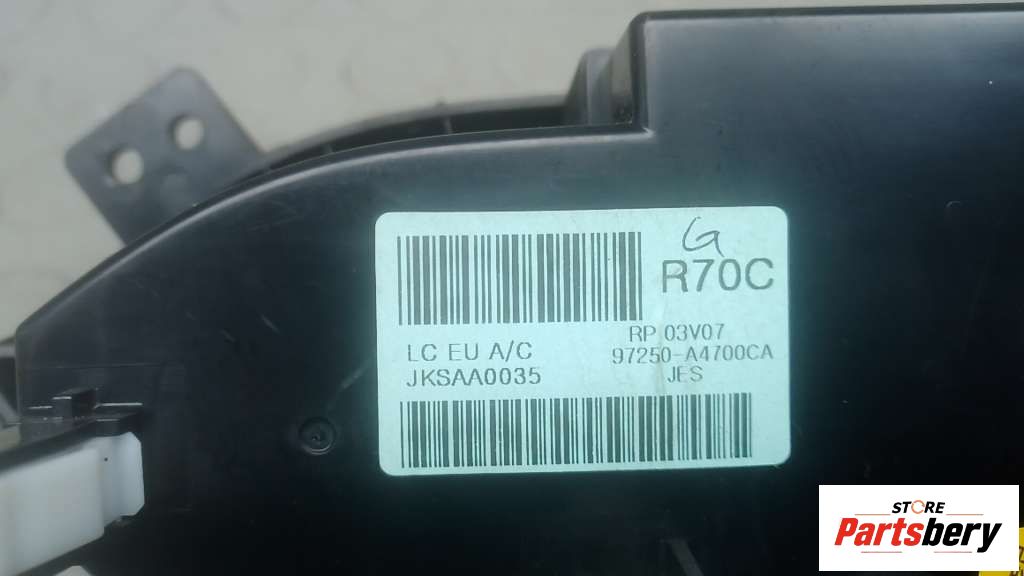 G
R70C
LC EU A/C
JKSAA0035
RP 03V07
97250-A4700CA
JES
STORE
Partsbery